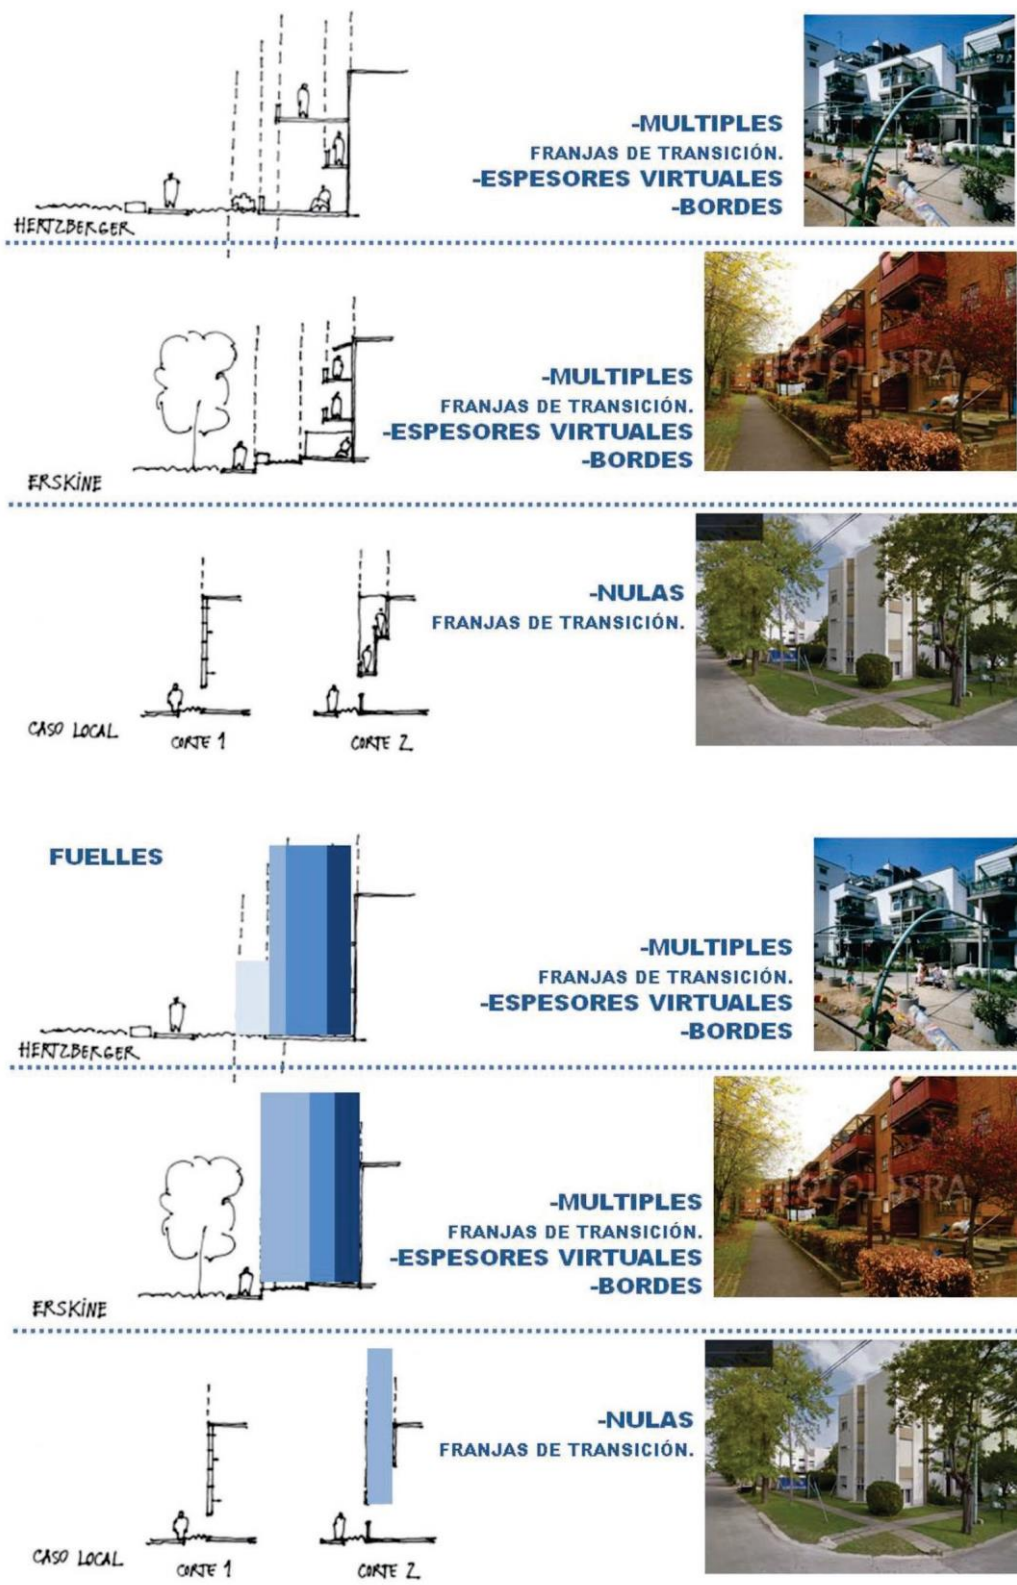 -MULTIPLES
FRANJAS DE TRANSICIÓN.
-ESPESORES VIRTUALES
-BORDES
HERTZBERGER
-MULTIPLES
FRANJAS DE TRANSICIÓN.
-ESPESORES VIRTUALES
-BORDES
ERSKINE
-NULAS
FRANJAS DE TRANSICIÓN.
CASO LOCAL
CORTE 1
CORTE 2
FUELLES
-MULTIPLES
FRANJAS DE TRANSICIÓN.
-ESPESORES VIRTUALES
-BORDES
HERTZBERGER
-MULTIPLES
FRANJAS DE TRANSICIÓN.
-ESPESORES VIRTUALES
-BORDES
ERSKINE
-NULAS
FRANJAS DE TRANSICIÓN.
CASO LOCAL
CORTE 1
CORTE 2